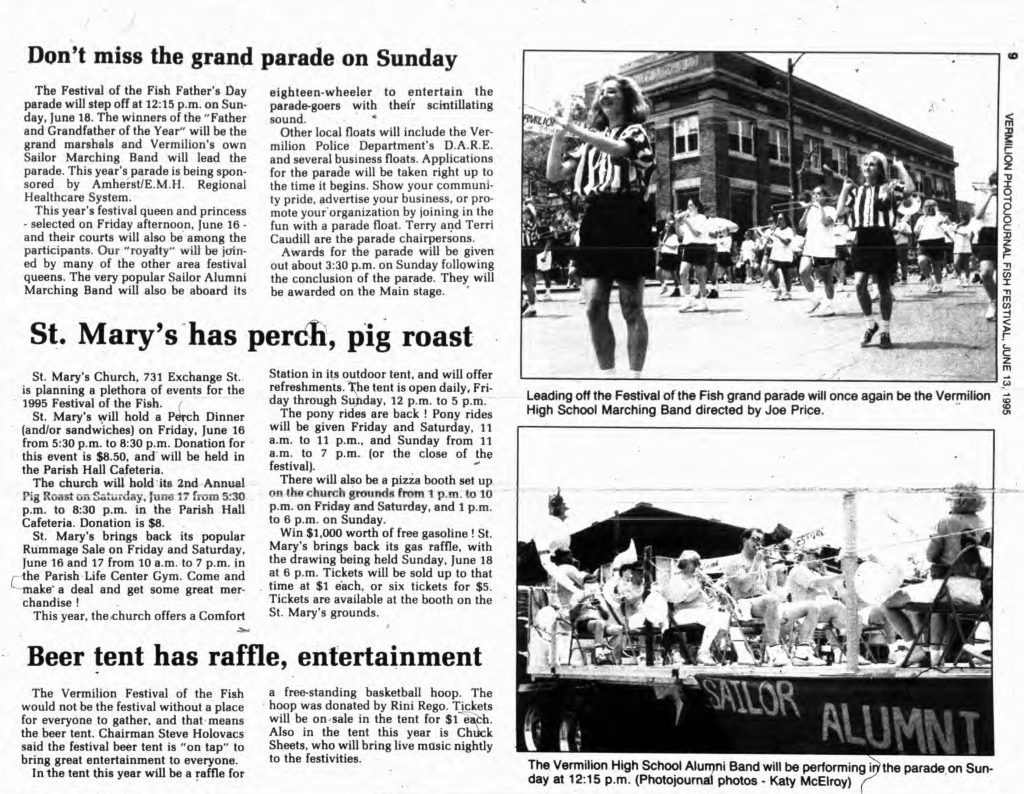 Don't miss the grand parade on Sunday
The Festival of the Fish Father's Day
parade will step off at 12:15 p.m. on Sun-
day, June 18. The winners of the "Father
and Grandfather of the Year" will be the
grand marshals and Vermilion's own
Sailor Marching Band will lead the
parade. This year's parade is being spon-
sored by Amherst/E.M.H. Regional
Healthcare System.
This year's festival queen and princess
- selected on Friday afternoon, June 16 -
and their courts will also be among the
participants. Our "royalty" will be join-
ed by many of the other area festival
queens. The very popular Sailor Alumni
Marching Band will also be aboard its
eighteen-wheeler to entertain the
parade-goers with their scintillating
sound.
Other local floats will include the Ver-
milion Police Department's D.A.R.E.
and several business floats. Applications
for the parade will be taken right up to
the time it begins. Show your communi-
ty pride, advertise your business, or pro-
mote your organization by joining in the
fun with a parade float. Terry and Terri
Caudill are the parade chairpersons.
Awards for the parade will be given
out about 3:30 p.m. on Sunday following
the conclusion of the parade. They will
be awarded on the Main stage.
St. Mary's has perch, pig roast
St. Mary's Church, 731 Exchange St.
is planning a plethora of events for the
1995 Festival of the Fish.
St. Mary's will hold a Perch Dinner
(and/or sandwiches) on Friday, June 16
from 5:30 p.m. to 8:30 p.m. Donation for
this event is $8.50, and will be held in
the Parish Hall Cafeteria.
The church will hold its 2nd Annual
Pig Roast on Saturday, June 17 from 5:30
p.m. to 8:30 p.m. in the Parish Hall
Cafeteria. Donation is $8.
St. Mary's brings back its popular
Rummage Sale on Friday and Saturday,
June 16 and 17 from 10 a.m. to 7 p.m. in
the Parish Life Center Gym. Come and
make a deal and get some great mer-
chandise !
This year, the church offers a Comfort
Station in its outdoor tent, and will offer
refreshments. The tent is open daily, Fri-
day through Sunday, 12 p.m. to 5 p.m.
The pony rides are back ! Pony rides
will be given Friday and Saturday, 11
a.m. to 11 p.m., and Sunday from 11
a.m. to 7 p.m. (or the close of the
festival).
There will also be a pizza booth set up
on the church grounds from 1 p.m. to 10
p.m. on Friday and Saturday, and 1 p.m.
to 6 p.m. on Sunday.
Win $1,000 worth of free gasoline ! St.
Mary's brings back its gas raffle, with
the drawing being held Sunday, June 18
at 6 p.m. Tickets will be sold up to that
time at $1 each, or six tickets for $5.
Tickets are available at the booth on the
St. Mary's grounds.
Beer tent has raffle, entertainment
The Vermilion Festival of the Fish
would not be the festival without a place
for everyone to gather, and that means
the beer tent. Chairman Steve Holovacs
said the festival beer tent is "on tap" to
bring great entertainment to everyone.
In the tent this year will be a raffle for
a free-standing basketball hoop. The
hoop was donated by Rini Rego. Tickets
will be on sale in the tent for $1 each.
Also in the tent this year is Chuck
Sheets, who will bring live music nightly
to the festivities.
Leading off the Festival of the Fish grand parade will once again be the Vermilion
High School Marching Band directed by Joe Price.
SAILOR ALUMNI
The Vermilion High School Alumni Band will be performing in the parade on Sun-
day at 12:15 p.m. (Photojournal photos - Katy McElroy)
9
VERMILION PHOTOJOURNAL FISH FESTIVAL, JUNE 13, 1995